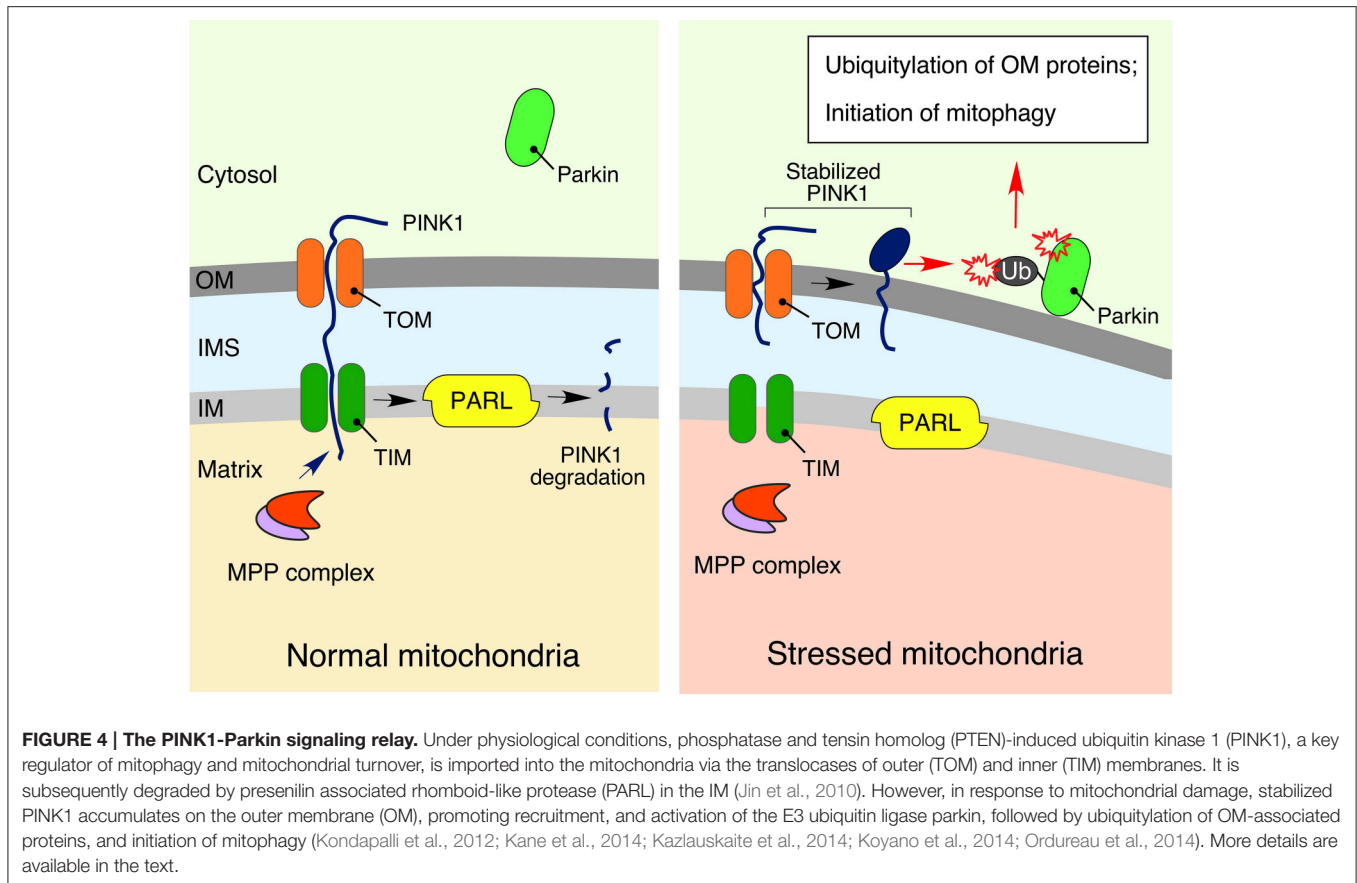 Cytosol
Parkin
PINK1
OM
TOM
IMS
IM
PARL
TIM
Matrix
PINK1
degradation
MPP complex
Normal mitochondria
Ubiquitylation of OM proteins;
Initiation of mitophagy
Stabilized
PINK1
Ub
TOM
Parkin
PARL
TIM
MPP complex
Stressed mitochondria
FIGURE 4 | The PINK1-Parkin signaling relay. Under physiological conditions, phosphatase and tensin homolog (PTEN)-induced ubiquitin kinase 1 (PINK1), a key
regulator of mitophagy and mitochondrial turnover, is imported into the mitochondria via the translocases of outer (TOM) and inner (TIM) membranes. It is
subsequently degraded by presenilin associated rhomboid-like protease (PARL) in the IM (Jin et al., 2010). However, in response to mitochondrial damage, stabilized
PINK1 accumulates on the outer membrane (OM), promoting recruitment, and activation of the E3 ubiquitin ligase parkin, followed by ubiquitylation of OM-associated
proteins, and initiation of mitophagy (Kondapalli et al., 2012; Kane et al., 2014; Kazlauskaite et al., 2014; Koyano et al., 2014; Ordureau et al., 2014). More details are
available in the text.